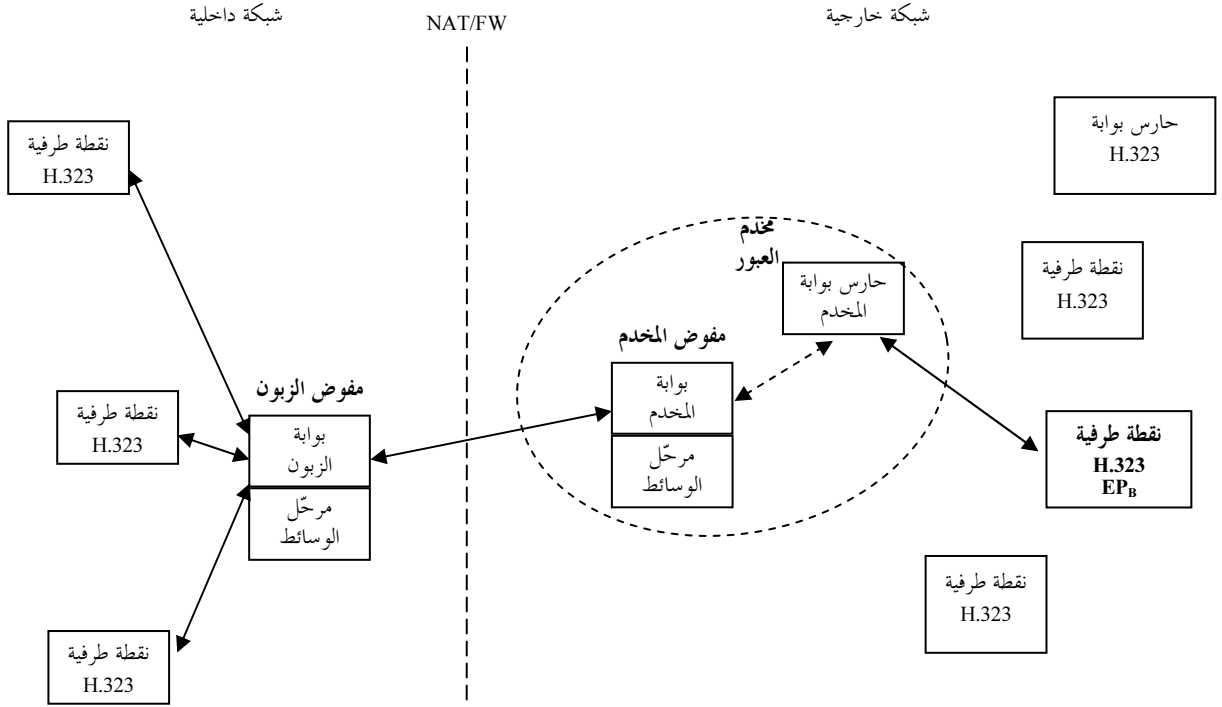 شبكة خارجية
NAT/FW
شبكة داخلية
حارس بوابة
H.323
نقطة طرفية
H.323
مخدم
العبور
نقطة طرفية
H.323
حارس بوابة
المخدم
مفوض المخدم
بوابة
المخدم
مرحّل
الوسائط
مفوض الزبون
بوابة
الزبون
مرحّل
الوسائط
نقطة طرفية
H.323
نقطة طرفية
H.323
EPB
نقطة طرفية
H.323
نقطة طرفية
H.323